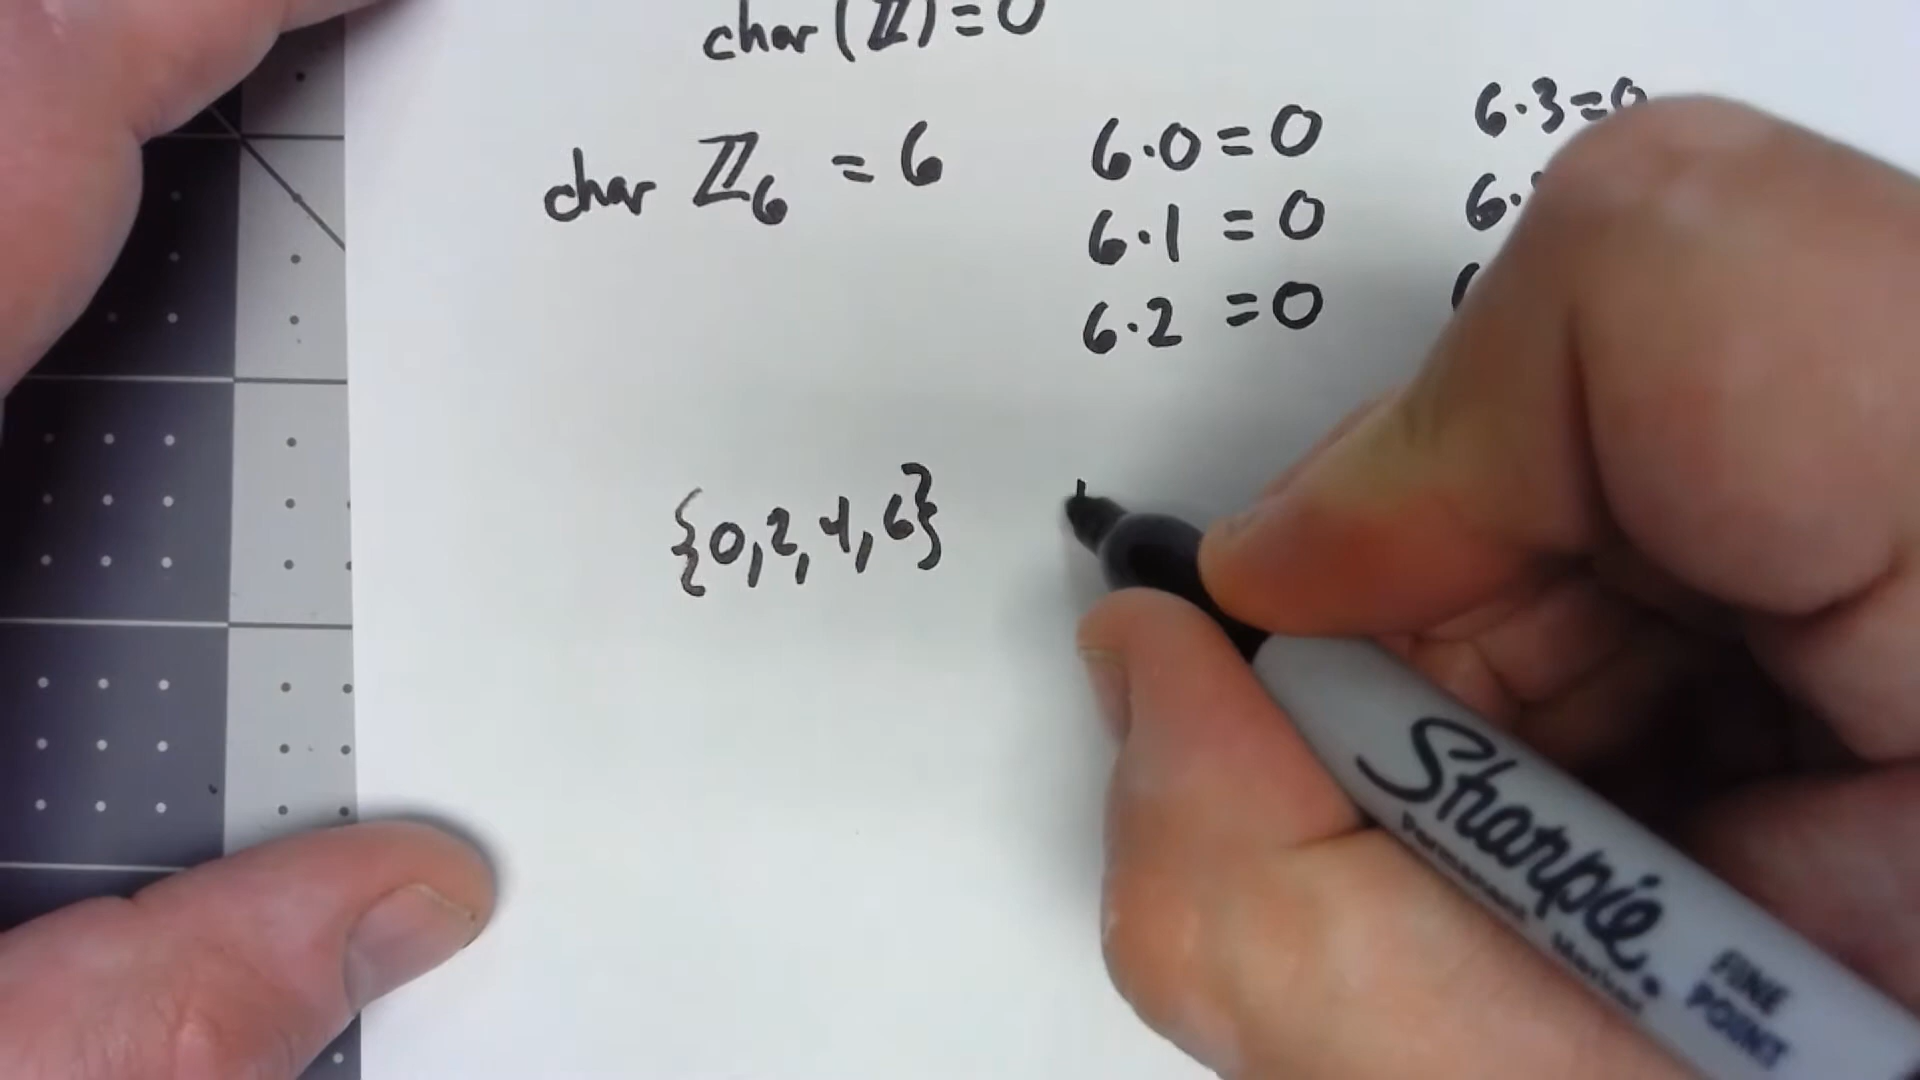 char(ℤ)=0
char ℤ₆ = 6
6·0=0
6·1=0
6·2=0
6·3=0
6·
{0,2,4,6}
Sharpie.
FINE
POINT